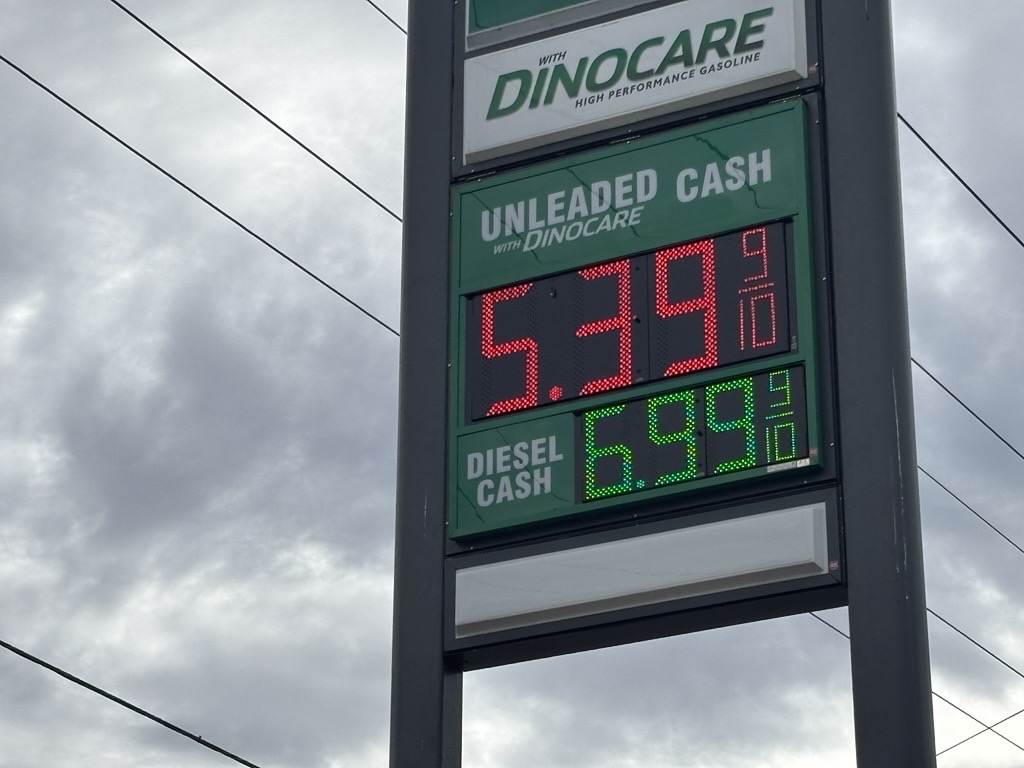 WITH
DINOCARE
HIGH PERFORMANCE GASOLINE
UNLEADED CASH
WITH DINOCARE
5.39 9/10
DIESEL
CASH
6.99 9/10